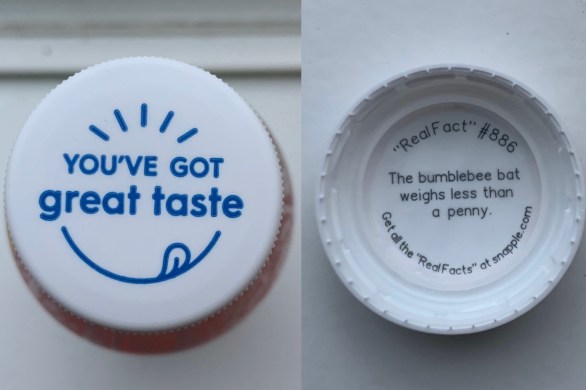 YOU'VE GOT
great taste
"Real Fact" #886
The bumblebee bat
weighs less than
a penny.
Get all the "Real Facts" at snapple.com